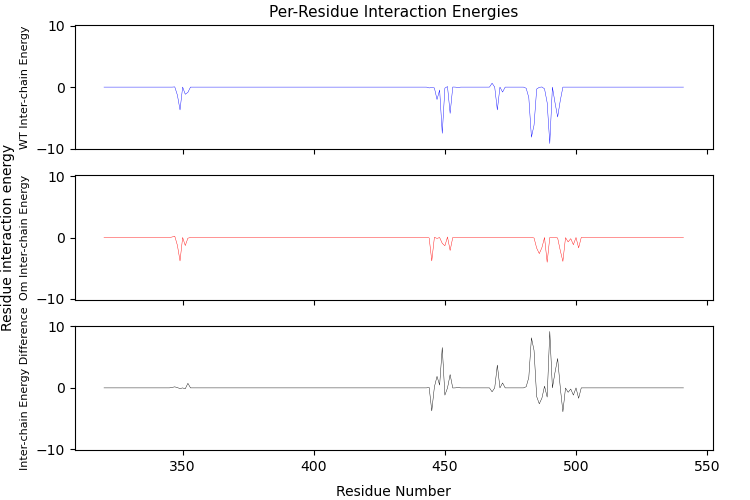 Per-Residue Interaction Energies
Residue interaction energy
WT Inter-chain Energy
10
0
−10
Om Inter-chain Energy
10
0
−10
Inter-chain Energy Difference
10
0
−10
350
400
450
500
550
Residue Number